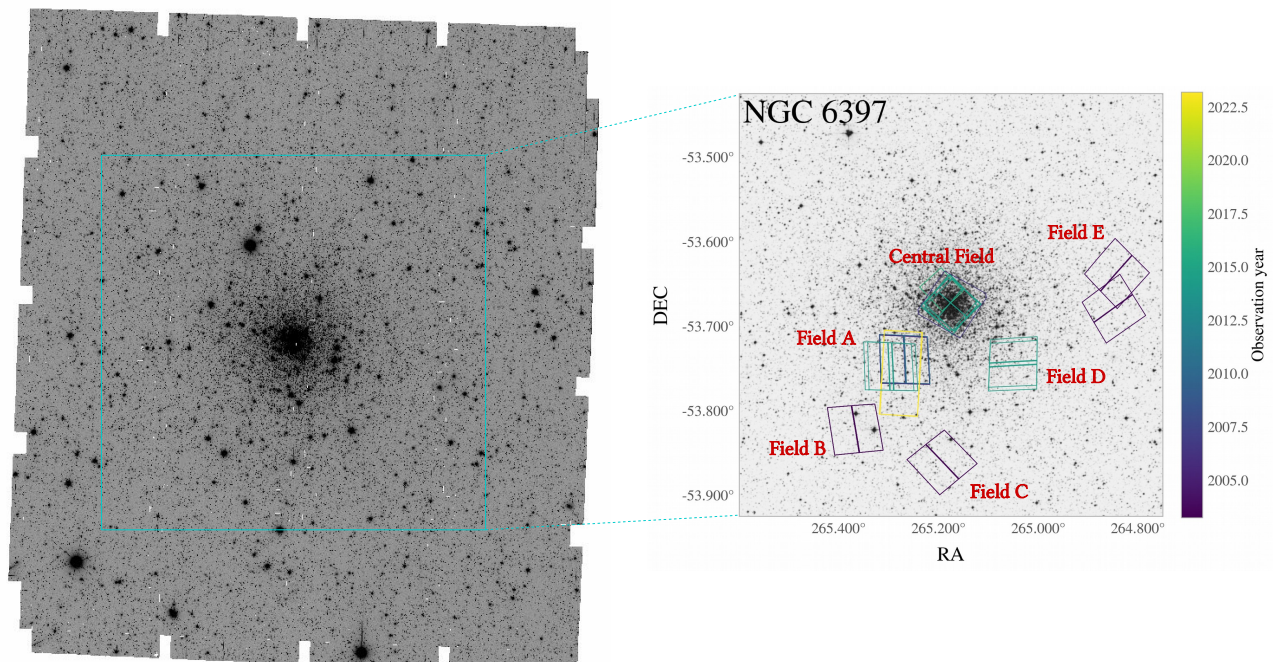 NGC 6397
-53.500°
-53.600°
-53.700°
-53.800°
-53.900°
DEC
Field E
Central Field
Field A
Field D
Field B
Field C
265.400°
265.200°
265.000°
264.800°
RA
2022.5
2020.0
2017.5
2015.0
2012.5
2010.0
2007.5
2005.0
Observation year